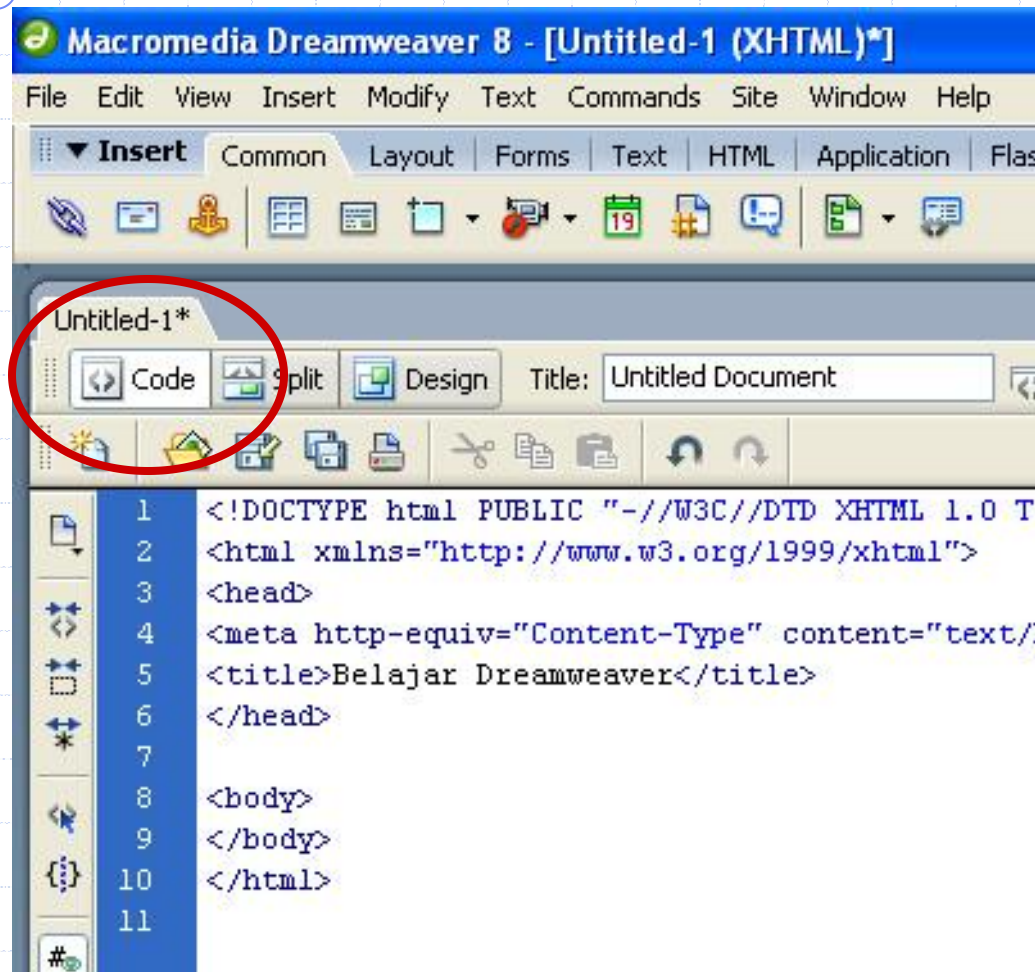 Macromedia Dreamweaver 8 - [Untitled-1 (XHTML)*]
File Edit View Insert Modify Text Commands Site Window Help
▼ Insert Common Layout Forms Text HTML Application Flas
19
Untitled-1*
Code Split Design Title: Untitled Document
1 <!DOCTYPE html PUBLIC "-//W3C//DTD XHTML 1.0 T
2 <html xmlns="http://www.w3.org/1999/xhtml">
3 <head>
4 <meta http-equiv="Content-Type" content="text/
5 <title>Belajar Dreamweaver</title>
6 </head>
7
8 <body>
9 </body>
10 </html>
11